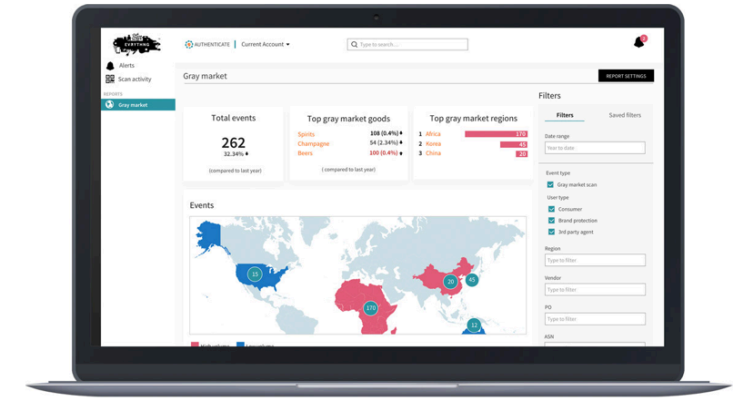 EVRYTHNG
AUTHENTICATE
Current Account
Type to search...
Alerts
Scan activity
REPORTS
Gray market
Gray market
REPORT SETTINGS
Total events
262
32.34%
(compared to last year)
Top gray market goods
Spirits 108 (0.4%)
Champagne 54 (2.34%)
Beers 100 (0.4%)
( compared to last year)
Top gray market regions
1 Africa 170
2 Korea 45
3 China 20
Events
15
20
45
170
12
Filters
Filters
Saved filters
Date range
Year to date
Event type
Gray market scan
User type
Consumer
Brand protection
3rd party agent
Region
Type to filter
Vendor
Type to filter
PO
Type to filter
ASN